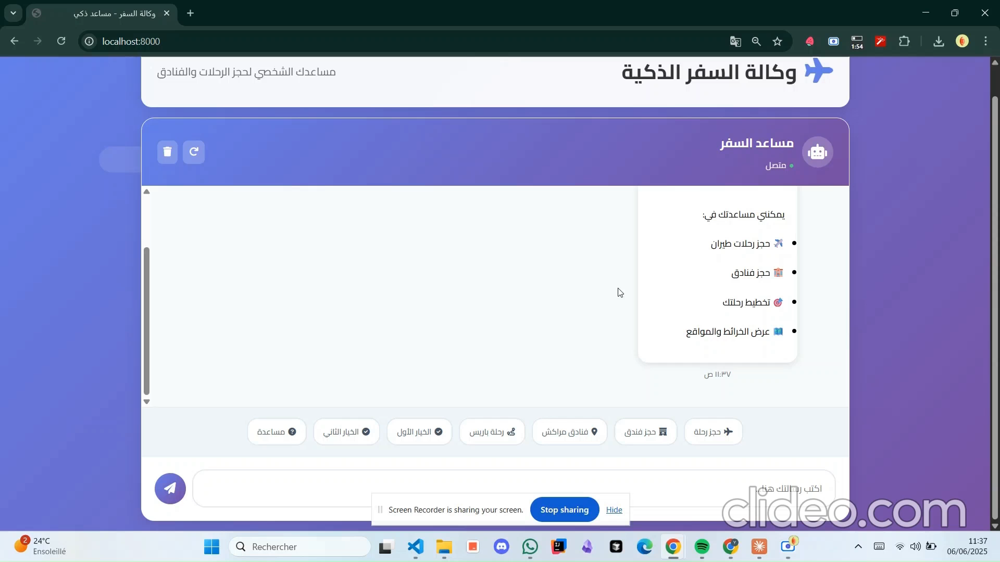 وكالة السفر - مساعد ذكي
localhost:8000
1:54
وكالة السفر الذكية
مساعدك الشخصي لحجز الرحلات والفنادق
مساعد السفر
متصل
يمكنني مساعدتك في:
حجز رحلات طيران
حجز فنادق
تخطيط رحلتك
عرض الخرائط والمواقع
١١:٣٧ ص
حجز رحلة
حجز فندق
فنادق مراكش
رحلة باريس
الخيار الأول
الخيار الثاني
مساعدة
اكتب رسالتك هنا...
Screen Recorder is sharing your screen.
Stop sharing
Hide
clideo.com
2
24°C
Ensoleillé
Rechercher
11:37
06/06/2025